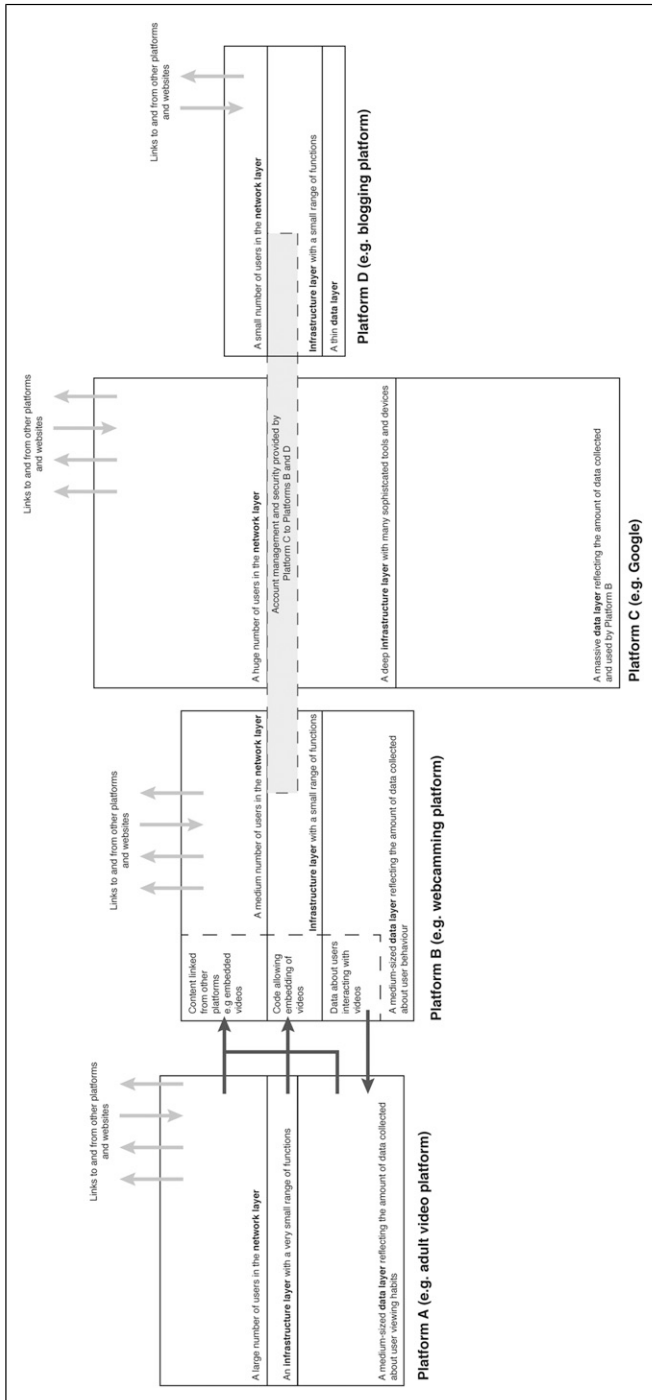 Links to and from other platforms
and websites
A large number of users in the network layer
An infrastructure layer with a very small range of functions
A medium-sized data layer reflecting the amount of data collected
about user viewing habits
Platform A (e.g. adult video platform)
Links to and from other platforms
and websites
Content linked
from other
platforms
e.g embedded
videos
A medium number of users in the network layer
Code allowing
embedding of
videos
Infrastructure layer with a small range of functions
Data about users
interacting with
videos
A medium-sized data layer reflecting the amount of data collected
about user behaviour
Platform B (e.g. webcamming platform)
Links to and from other platforms
and websites
A huge number of users in the network layer
Account management and security provided by
Platform C to Platforms B and D
A deep infrastructure layer with many sophistcated tools and devices
A massive data layer reflecting the amount of data collected
and used by Platform B
Platform C (e.g. Google)
Links to and from other platforms
and websites
A small number of users in the network layer
Infrastructure layer with a small range of functions
A thin data layer
Platform D (e.g. blogging platform)